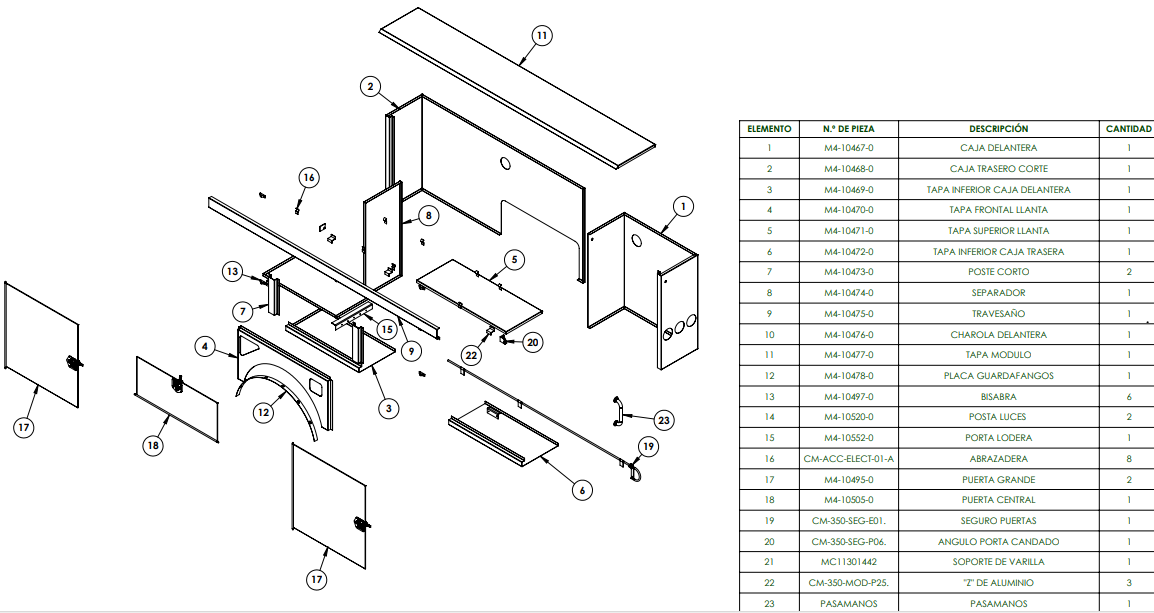 11
2
16
1
8
5
13
7
15
9
22
20
4
12
3
17
18
23
19
6
17
ELEMENTO N.º DE PIEZA DESCRIPCIÓN CANTIDAD
1 M4-10467-0 CAJA DELANTERA 1
2 M4-10468-0 CAJA TRASERO CORTE 1
3 M4-10469-0 TAPA INFERIOR CAJA DELANTERA 1
4 M4-10470-0 TAPA FRONTAL LLANTA 1
5 M4-10471-0 TAPA SUPERIOR LLANTA 1
6 M4-10472-0 TAPA INFERIOR CAJA TRASERA 1
7 M4-10473-0 POSTE CORTO 2
8 M4-10474-0 SEPARADOR 1
9 M4-10475-0 TRAVESAÑO 1
10 M4-10476-0 CHAROLA DELANTERA 1
11 M4-10477-0 TAPA MODULO 1
12 M4-10478-0 PLACA GUARDAFANGOS 1
13 M4-10497-0 BISABRA 6
14 M4-10520-0 POSTA LUCES 2
15 M4-10552-0 PORTA LODERA 1
16 CM-ACC-ELECT-01-A ABRAZADERA 8
17 M4-10495-0 PUERTA GRANDE 2
18 M4-10505-0 PUERTA CENTRAL 1
19 CM-350-SEG-E01. SEGURO PUERTAS 1
20 CM-350-SEG-P06. ANGULO PORTA CANDADO 1
21 MC11301442 SOPORTE DE VARILLA 1
22 CM-350-MOD-P25. "Z" DE ALUMINIO 3
23 PASAMANOS PASAMANOS 1